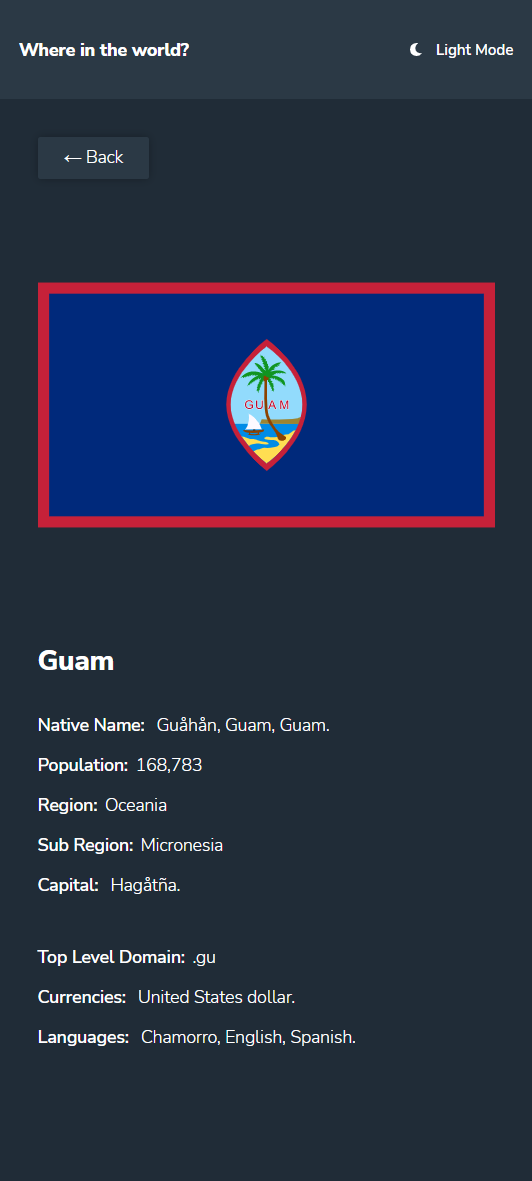 Where in the world?
Light Mode
← Back
GUAM
Guam
Native Name: Guåhån, Guam, Guam.
Population: 168,783
Region: Oceania
Sub Region: Micronesia
Capital: Hagåtña.
Top Level Domain: .gu
Currencies: United States dollar.
Languages: Chamorro, English, Spanish.